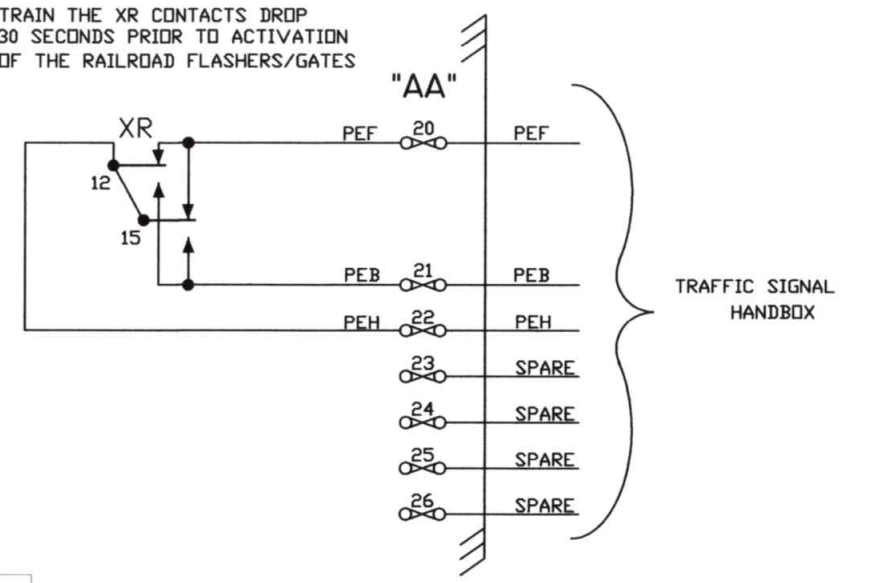 TRAIN THE XR CONTACTS DROP
30 SECONDS PRIOR TO ACTIVATION
OF THE RAILROAD FLASHERS/GATES
"AA"
XR
PEF 20 PEF
12
15
PEB 21 PEB
PEH 22 PEH
23 SPARE
24 SPARE
25 SPARE
26 SPARE
TRAFFIC SIGNAL
HANDBOX